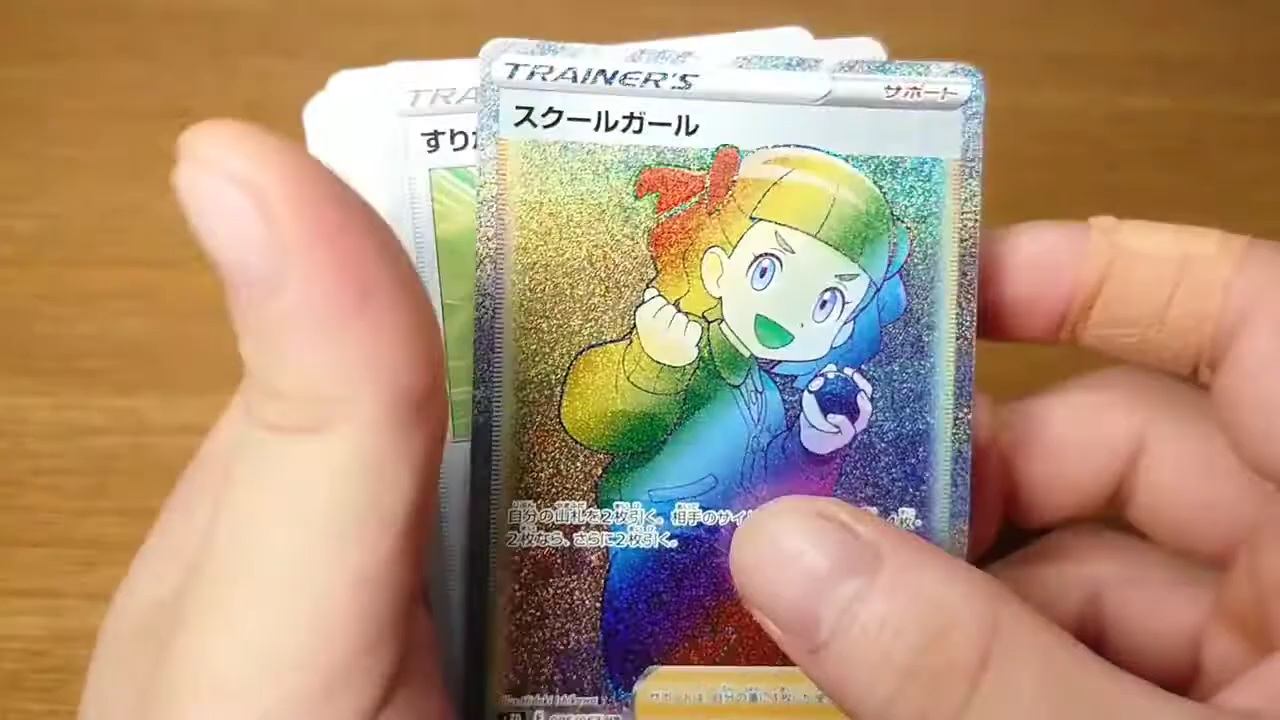 TRAINER'S サポート
スクールガール
TRA
すり
自分の山札を2枚引く。相手のサイ
2枚なら、さらに2枚引く。